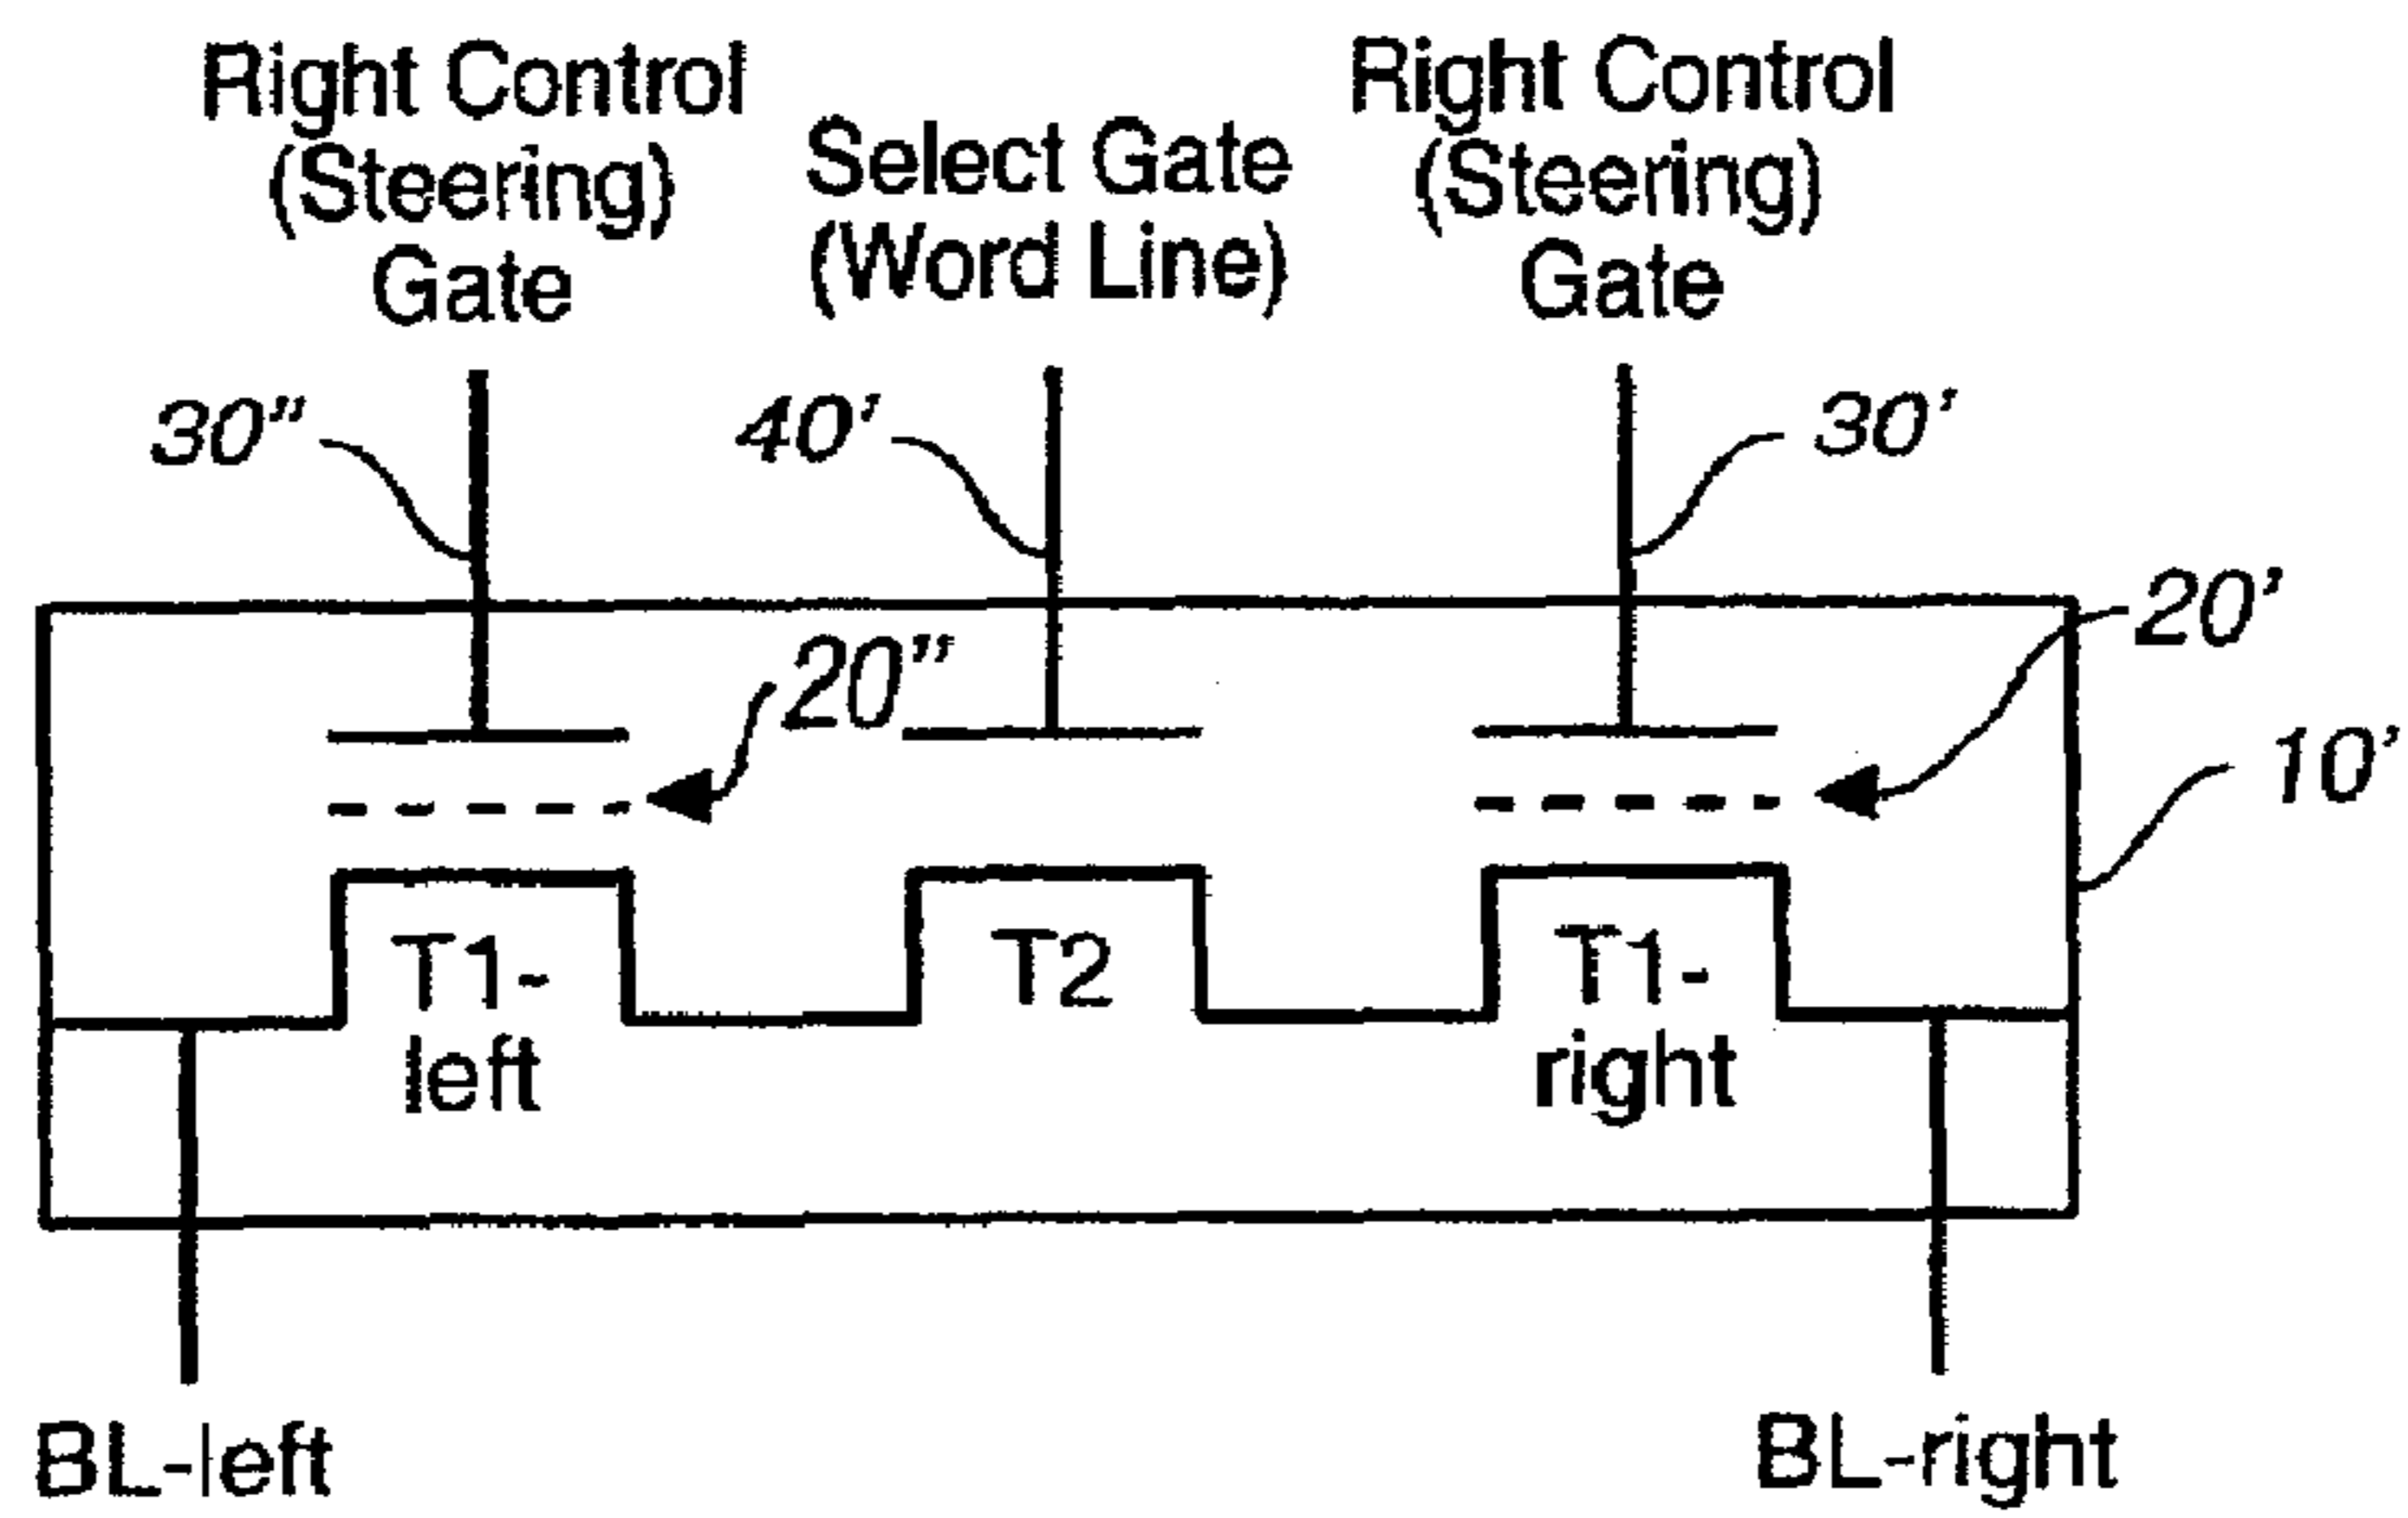 Right Control
(Steering)
Gate
Select Gate
(Word Line)
Right Control
(Steering)
Gate
30"
40'
30'
20'
20"
10'
T1-
left
T2
T1-
right
BL-left
BL-right